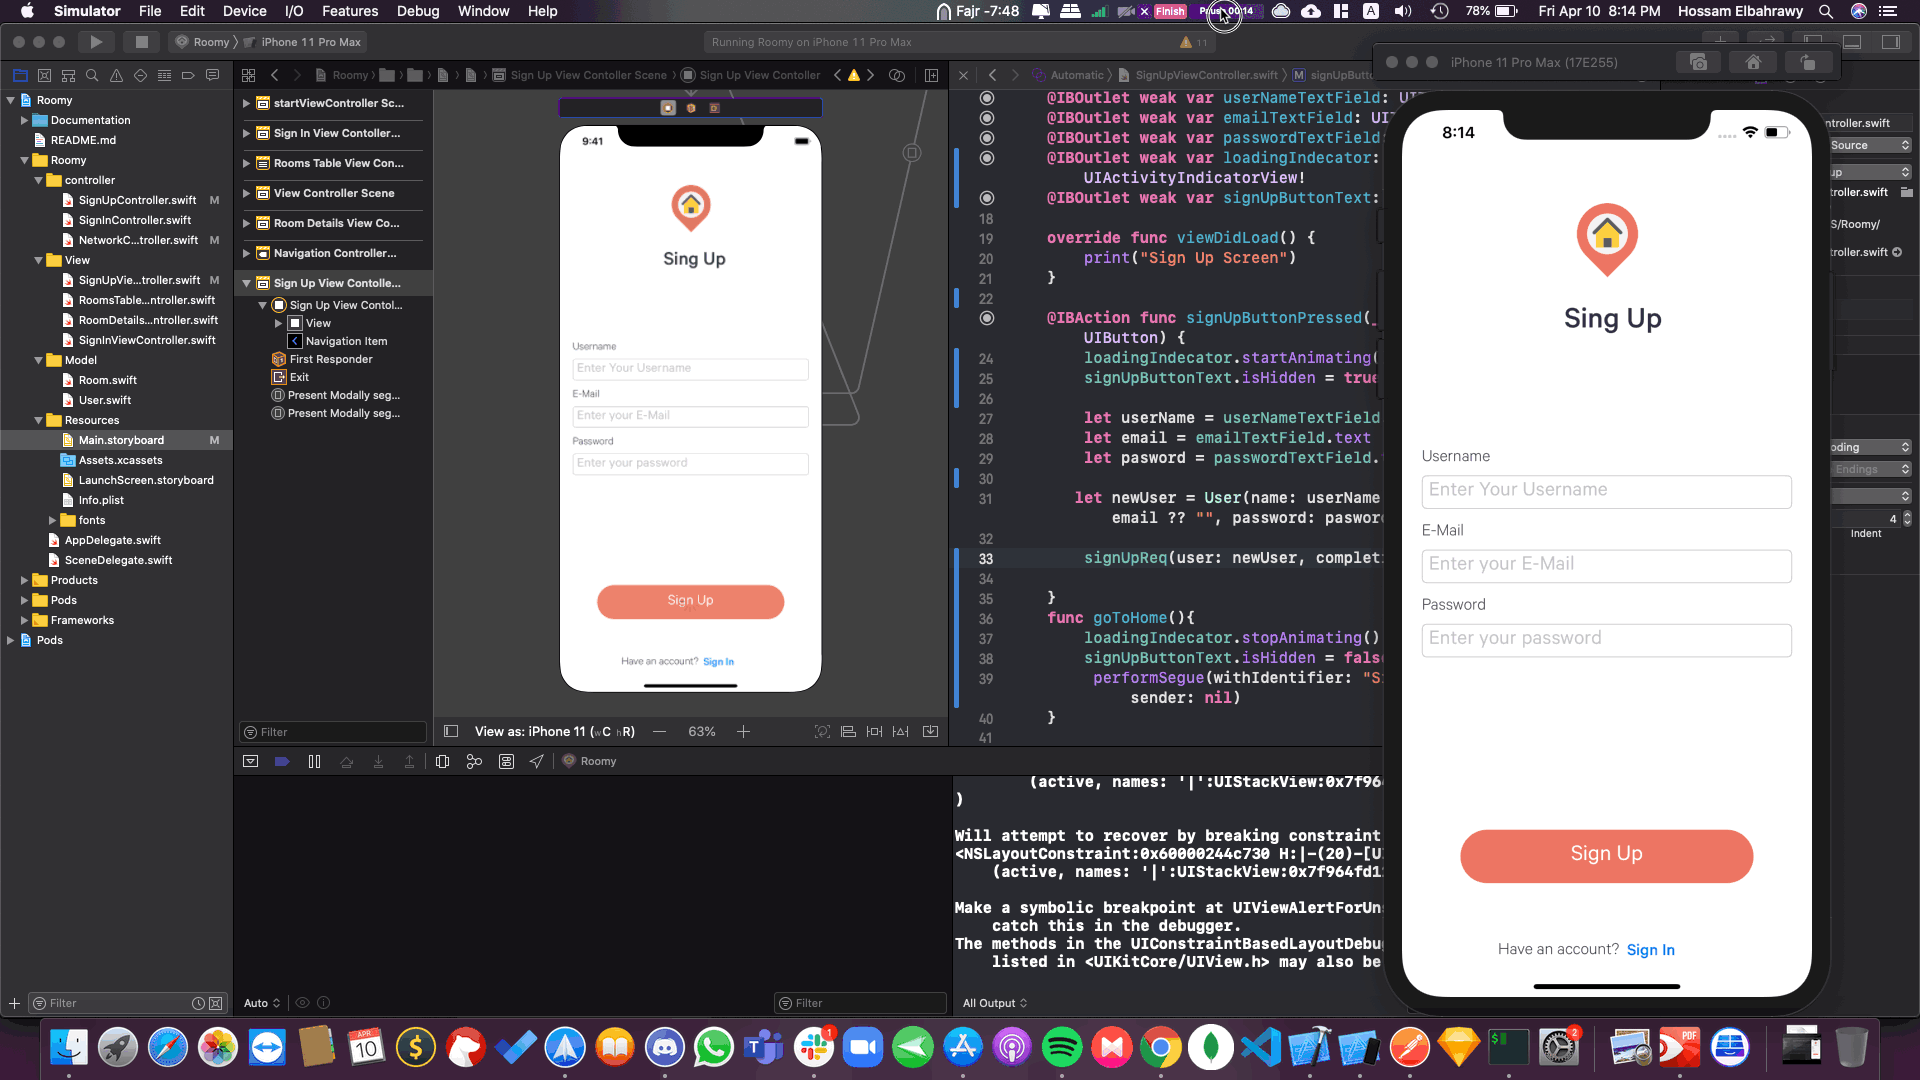 Simulator File Edit Device I/O Features Debug Window Help
Fajr -7:48
Finish
78%
Fri Apr 10 8:14 PM
Hossam Elbahrawy
Roomy
iPhone 11 Pro Max
Running Roomy on iPhone 11 Pro Max
11
iPhone 11 Pro Max (17E255)
Roomy
Sign Up View Contoller Scene
Sign Up View Contoller
Automatic
SignUpViewController.swift
M
Roomy
Documentation
README.md
Roomy
controller
SignUpController.swift M
SignInController.swift
NetworkC...troller.swift M
View
SignUpVie...troller.swift M
RoomsTable...ntroller.swift
RoomDetails...ntroller.swift
SignInViewController.swift
Model
Room.swift
User.swift
Resources
Main.storyboard M
Assets.xcassets
LaunchScreen.storyboard
Info.plist
fonts
AppDelegate.swift
SceneDelegate.swift
Products
Pods
Frameworks
Pods
Filter
startViewController Sc...
Sign In View Contoller...
Rooms Table View Con...
View Controller Scene
Room Details View Co...
Navigation Controller...
Sign Up View Contolle...
Sign Up View Contol...
View
Navigation Item
First Responder
Exit
Present Modally seg...
Present Modally seg...
Filter
9:41
Sing Up
Username
Enter Your Username
E-Mail
Enter your E-Mail
Password
Enter your password
Sign Up
Have an account? Sign In
View as: iPhone 11 (wC hR)
63%
@IBOutlet weak var userNameTextField:
@IBOutlet weak var emailTextField:
@IBOutlet weak var passwordTextField:
@IBOutlet weak var loadingIndecator:
UIActivityIndicatorView!
@IBOutlet weak var signUpButtonText:
18
19 override func viewDidLoad() {
20 print("Sign Up Screen")
21 }
22
@IBAction func signUpButtonPressed(_
UIButton) {
24 loadingIndecator.startAnimating(
25 signUpButtonText.isHidden = true
26
27 let userName = userNameTextField
28 let email = emailTextField.text
29 let pasword = passwordTextField.
30
31 let newUser = User(name: userName
email ?? "", password: paswor
32
33 signUpReq(user: newUser, complet
34
35 }
36 func goToHome(){
37 loadingIndecator.stopAnimating()
38 signUpButtonText.isHidden = fals
39 performSegue(withIdentifier: "S
sender: nil)
40 }
41
Roomy
(active, names: '|':UIStackView:0x7f964
)
Will attempt to recover by breaking constraint
<NSLayoutConstraint:0x60000244c730 H:|-(20)-[U
(active, names: '|':UIStackView:0x7f964fd1
Make a symbolic breakpoint at UIViewAlertForUn
catch this in the debugger.
The methods in the UIConstraintBasedLayoutDebu
listed in <UIKitCore/UIView.h> may also be
Auto
Filter
All Output
8:14
Sing Up
Username
Enter Your Username
E-Mail
Enter your E-Mail
Password
Enter your password
Sign Up
Have an account? Sign In
ntroller.swift
Source
up
troller.swift
S/Roomy/
troller.swift
oding
Endings
4
Indent
APR
10
1
2
PDF